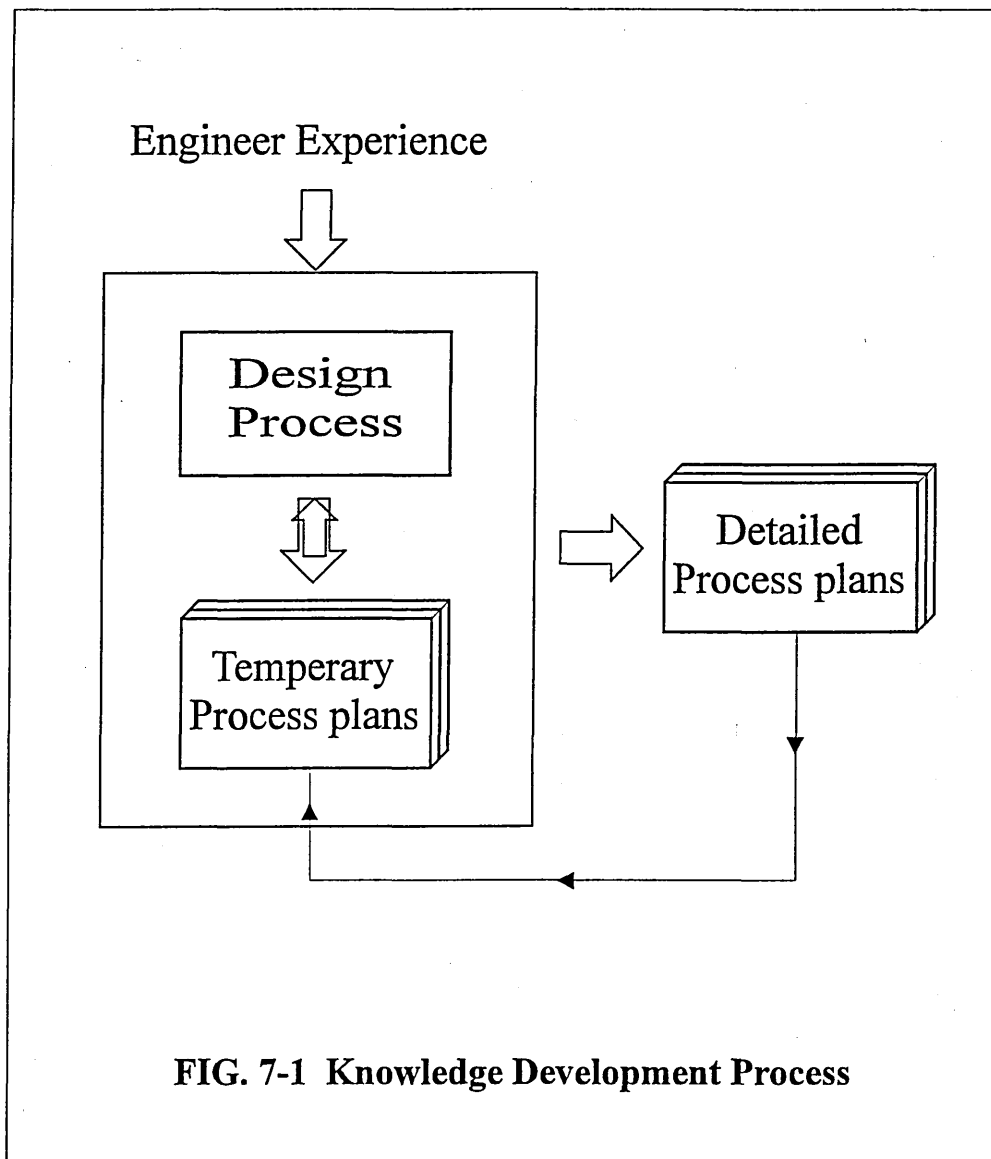 Engineer Experience
Design
Process
Temperary
Process plans
Detailed
Process plans
FIG. 7-1 Knowledge Development Process